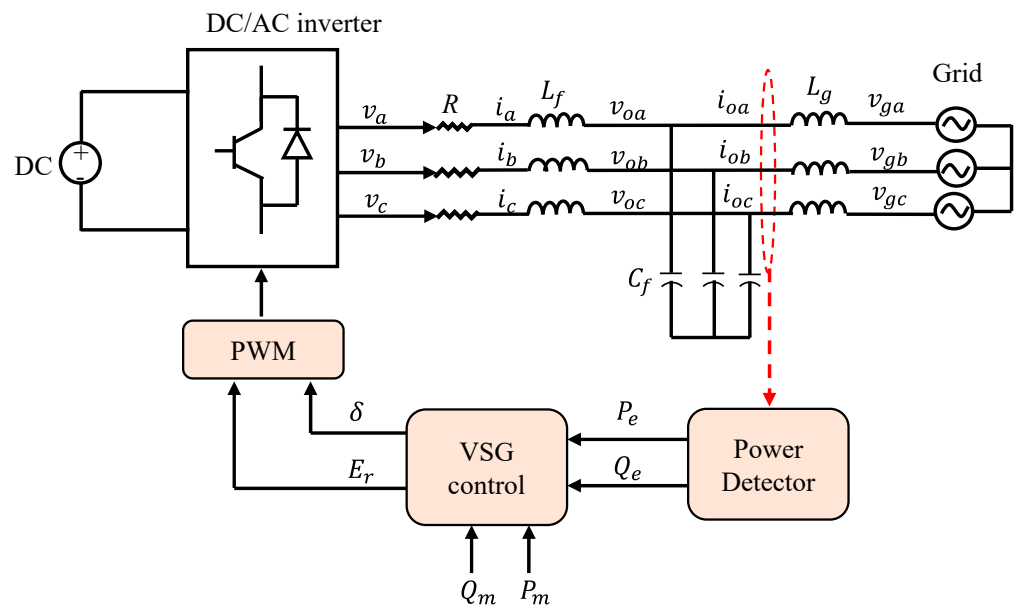 DC/AC inverter
Grid
DC
+
-
v_a
R
i_a
L_f
v_oa
i_oa
L_g
v_ga
v_b
i_b
v_ob
i_ob
v_gb
v_c
i_c
v_oc
i_oc
v_gc
C_f
PWM
δ
E_r
VSG
control
P_e
Q_e
Power
Detector
Q_m
P_m